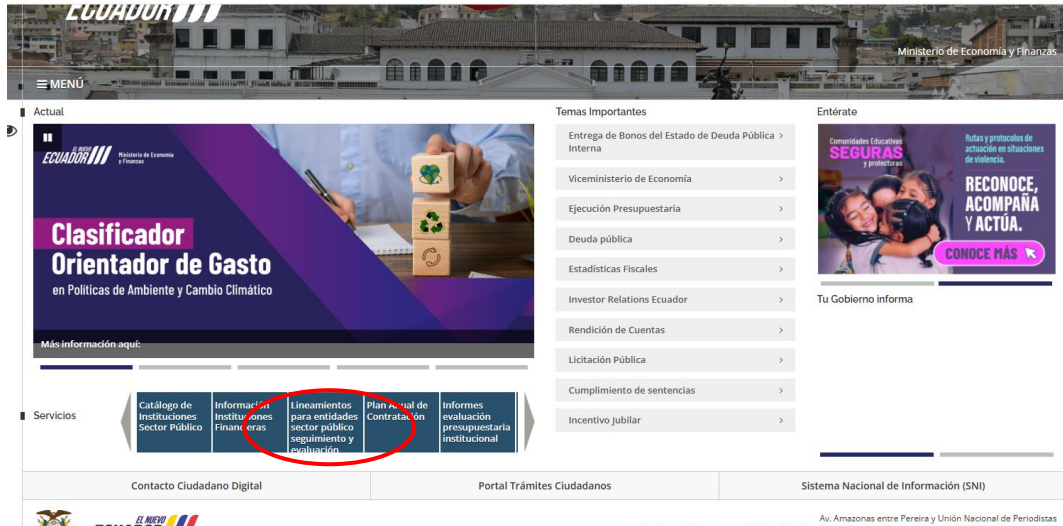 ECUADOR
Ministerio de Economía y Finanzas
MENÚ
Actual
EL NUEVO
ECUADOR
Ministerio de Economía
y Finanzas
Clasificador
Orientador de Gasto
en Políticas de Ambiente y Cambio Climático
Más información aquí:
Servicios
Catálogo de
Instituciones
Sector Público
Información
Instituciones
Financieras
Lineamientos
para entidades
sector público
seguimiento y
evaluación
Plan Anual de
Contratación
Informes
evaluación
presupuestaria
institucional
Temas Importantes
Entrega de Bonos del Estado de Deuda Pública
Interna
Viceministerio de Economía
Ejecución Presupuestaria
Deuda pública
Estadísticas Fiscales
Investor Relations Ecuador
Rendición de Cuentas
Licitación Pública
Cumplimiento de sentencias
Incentivo Jubilar
Entérate
Comunidades Educativas
SEGURAS
y protectoras
Rutas y protocolos de
actuación en situaciones
de violencia.
RECONOCE,
ACOMPAÑA
Y ACTÚA.
CONOCE MÁS
Tu Gobierno informa
Contacto Ciudadano Digital
Portal Trámites Ciudadanos
Sistema Nacional de Información (SNI)
EL NUEVO
Av. Amazonas entre Pereira y Unión Nacional de Periodistas